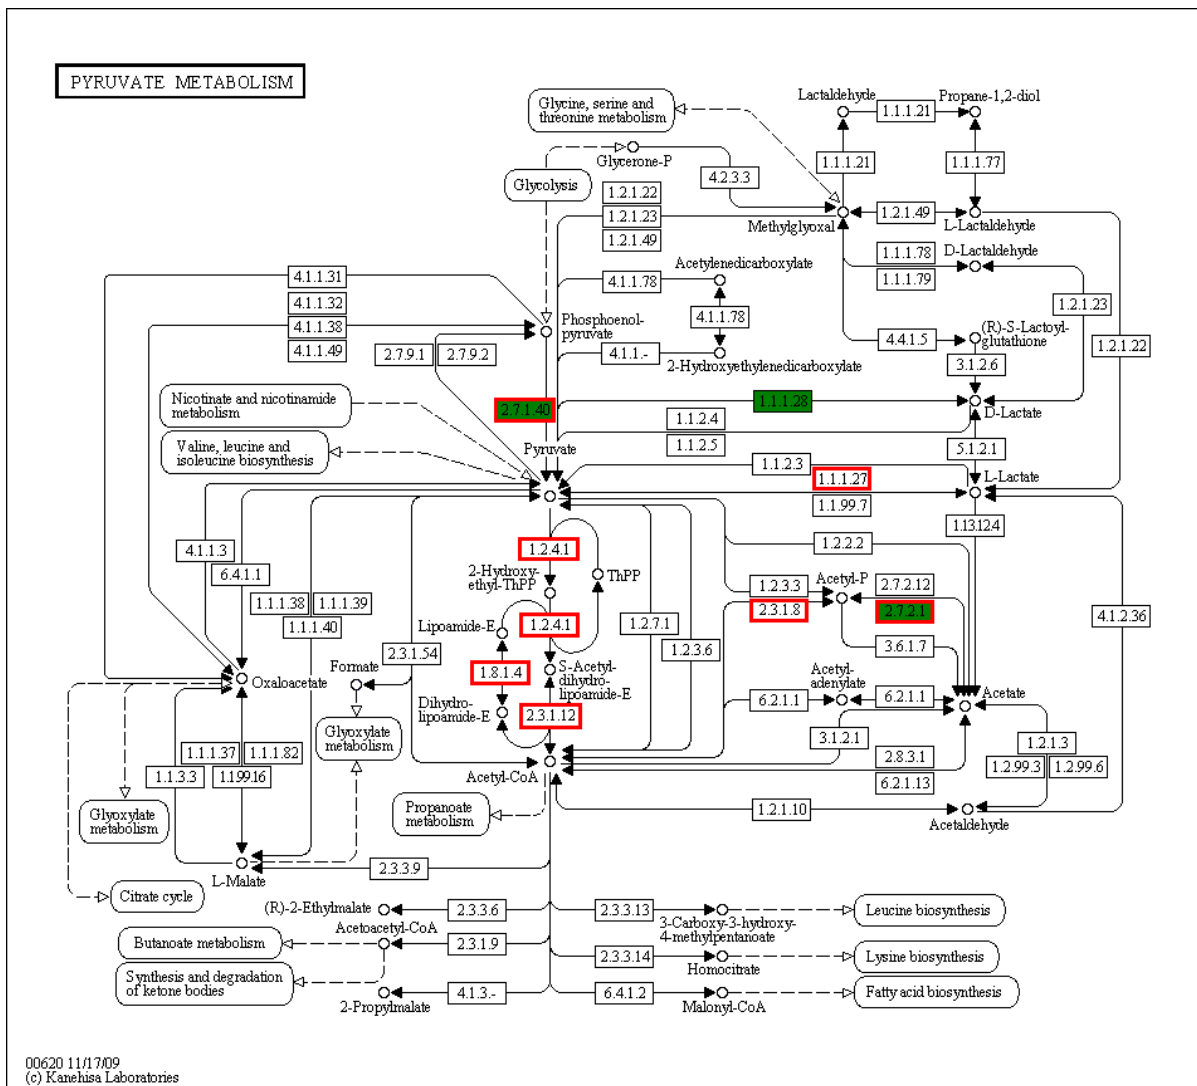 PYRUVATE METABOLISM
Glycine, serine and
threonine metabolism
Lactaldehyde
Propane-1,2-diol
1.1.1.21
Glycerone-P
1.1.1.21
1.1.1.77
Glycolysis
4.2.3.3
1.2.1.22
1.2.1.23
1.2.1.49
Methylglyoxal
1.2.1.49
L-Lactaldehyde
1.1.1.78
1.1.1.79
D-Lactaldehyde
Acetylenedicarboxylate
4.1.1.78
4.1.1.78
4.1.1.-
2-Hydroxyethylenedicarboxylate
1.2.1.23
1.2.1.22
4.4.1.5
(R)-S-Lactoyl-
glutathione
3.1.2.6
4.1.1.31
4.1.1.32
4.1.1.38
4.1.1.49
Phosphoenol-
pyruvate
2.7.9.1
2.7.9.2
Nicotinate and nicotinamide
metabolism
2.7.1.40
1.1.1.28
D-Lactate
1.1.2.4
1.1.2.5
Valine, leucine and
isoleucine biosynthesis
Pyruvate
5.1.2.1
1.1.2.3
1.1.1.27
1.1.99.7
L-Lactate
1.13.12.4
4.1.1.3
6.4.1.1
1.1.1.38
1.1.1.39
1.1.1.40
1.2.4.1
2-Hydroxy-
ethyl-ThPP
ThPP
1.2.2.2
1.2.3.3
Acetyl-P
2.7.2.12
2.3.1.8
2.7.2.1
3.6.1.7
4.1.2.36
Lipoamide-E
1.2.4.1
1.2.7.1
1.2.3.6
2.3.1.54
Formate
1.8.1.4
S-Acetyl-
dihydro-
lipoamide-E
Oxaloacetate
Dihydro-
lipoamide-E
2.3.1.12
Acetyl-
adenylate
6.2.1.1
6.2.1.1
Acetate
Glyoxylate
metabolism
3.1.2.1
2.8.3.1
6.2.1.13
1.2.1.3
1.2.99.3
1.2.99.6
1.1.1.37
1.1.1.82
1.1.3.3
1.199.16
Acetyl-CoA
Glyoxylate
metabolism
Propanoate
metabolism
1.2.1.10
Acetaldehyde
L-Malate
2.3.3.9
Citrate cycle
(R)-2-Ethylmalate
2.3.3.6
2.3.3.13
3-Carboxy-3-hydroxy-
4-methylpentanoate
Leucine biosynthesis
Butanoate metabolism
Acetoacetyl-CoA
2.3.1.9
2.3.3.14
Homocitrate
Lysine biosynthesis
Synthesis and degradation
of ketone bodies
2-Propylmalate
4.1.3.-
6.4.1.2
Malonyl-CoA
Fatty acid biosynthesis
00620 11/17/09
(c) Kanehisa Laboratories